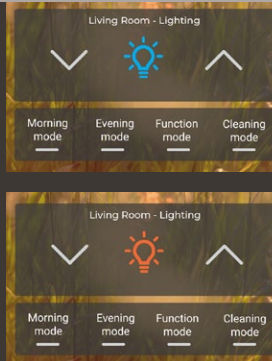 Living Room - Lighting
Morning mode
Evening mode
Function mode
Cleaning mode
Living Room - Lighting
Morning mode
Evening mode
Function mode
Cleaning mode